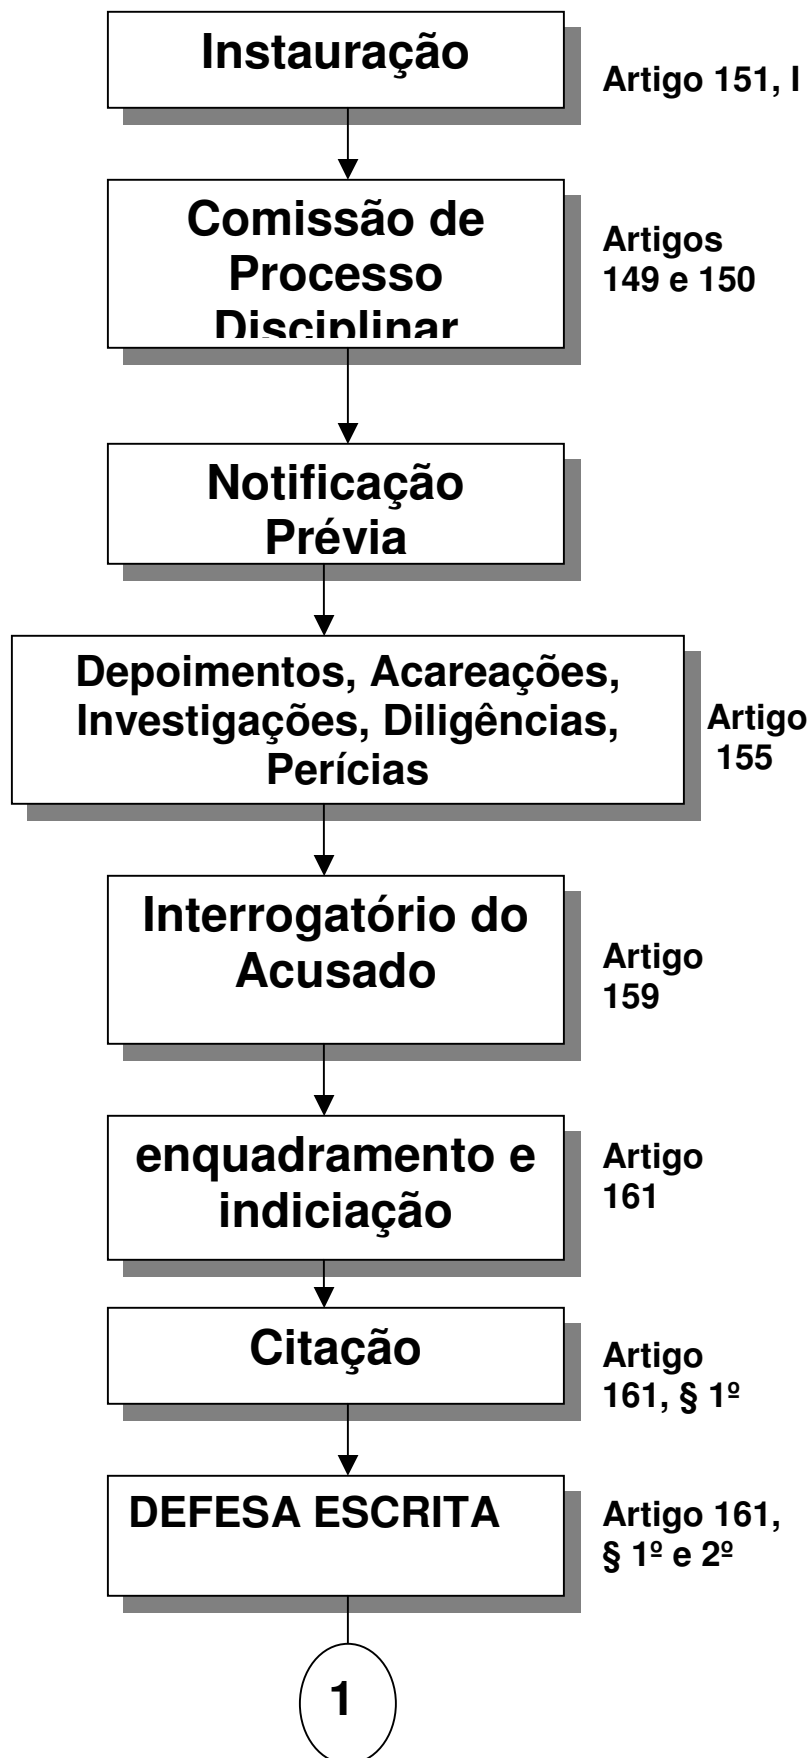 Instauração
Artigo 151, I
Comissão de
Processo
Disciplinar
Artigos
149 e 150
Notificação
Prévia
Depoimentos, Acareações,
Investigações, Diligências,
Perícias
Artigo
155
Interrogatório do
Acusado
Artigo
159
enquadramento e
indiciação
Artigo
161
Citação
Artigo
161, § 1º
DEFESA ESCRITA
Artigo 161,
§ 1º e 2º
1